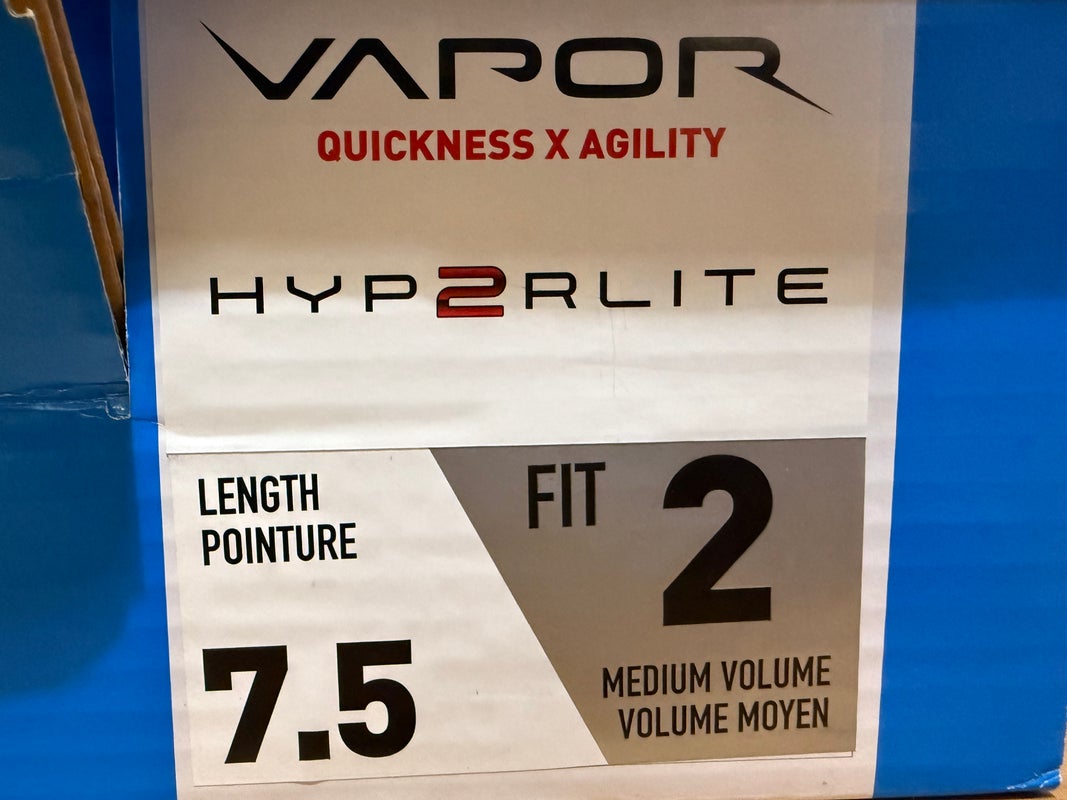 VAPOR
QUICKNESS X AGILITY
HYP2RLITE
LENGTH
POINTURE
7.5
FIT 2
MEDIUM VOLUME
VOLUME MOYEN